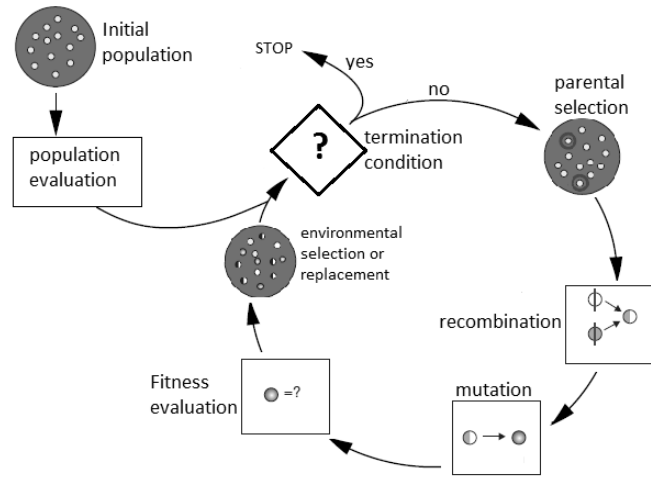 Initial
population
STOP
yes
no
parental
selection
population
evaluation
?
termination
condition
environmental
selection or
replacement
recombination
Fitness
evaluation
=?
mutation